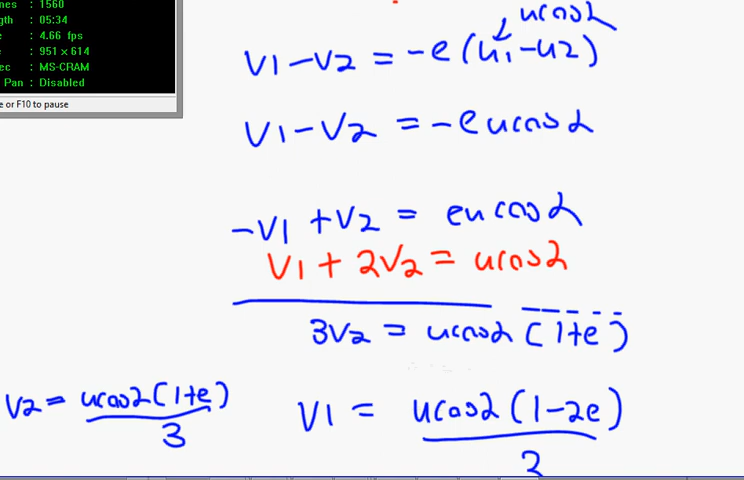 nes : 1560
gth : 05:34
e : 4.66 fps
e : 951 x 614
ec : MS-CRAM
Pan : Disabled
e or F10 to pause
ucosα
V1-V2 = -e (u1-u2)
V1-V2 = -eucosα
-V1 + V2 = eucosα
V1 + 2V2 = ucosα
3V2 = ucosα (1+e)
V2 = ucosα(1+e)
3
V1 = ucosα (1-2e)
3